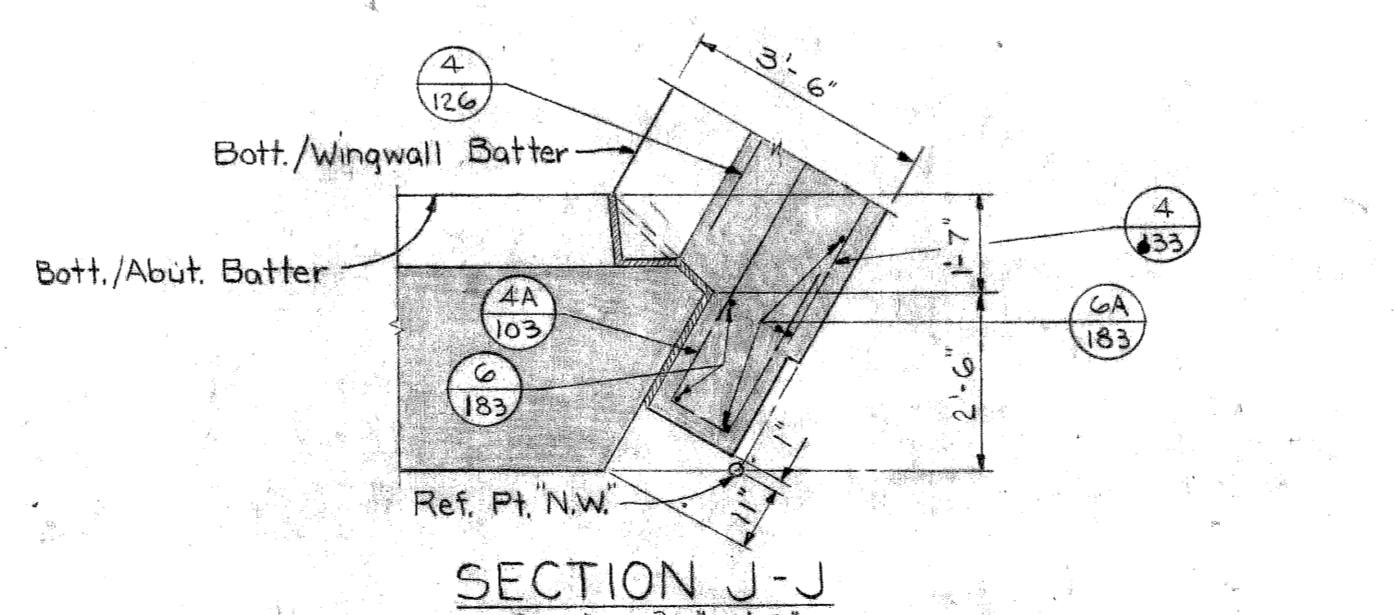 3'-6"
4
126
Bott./Wingwall Batter
4
133
1'-7"
Bott./Abut. Batter
4A
103
6A
183
6
183
2'-6"
1"
Ref. Pt. "N.W."
11"
SECTION J-J